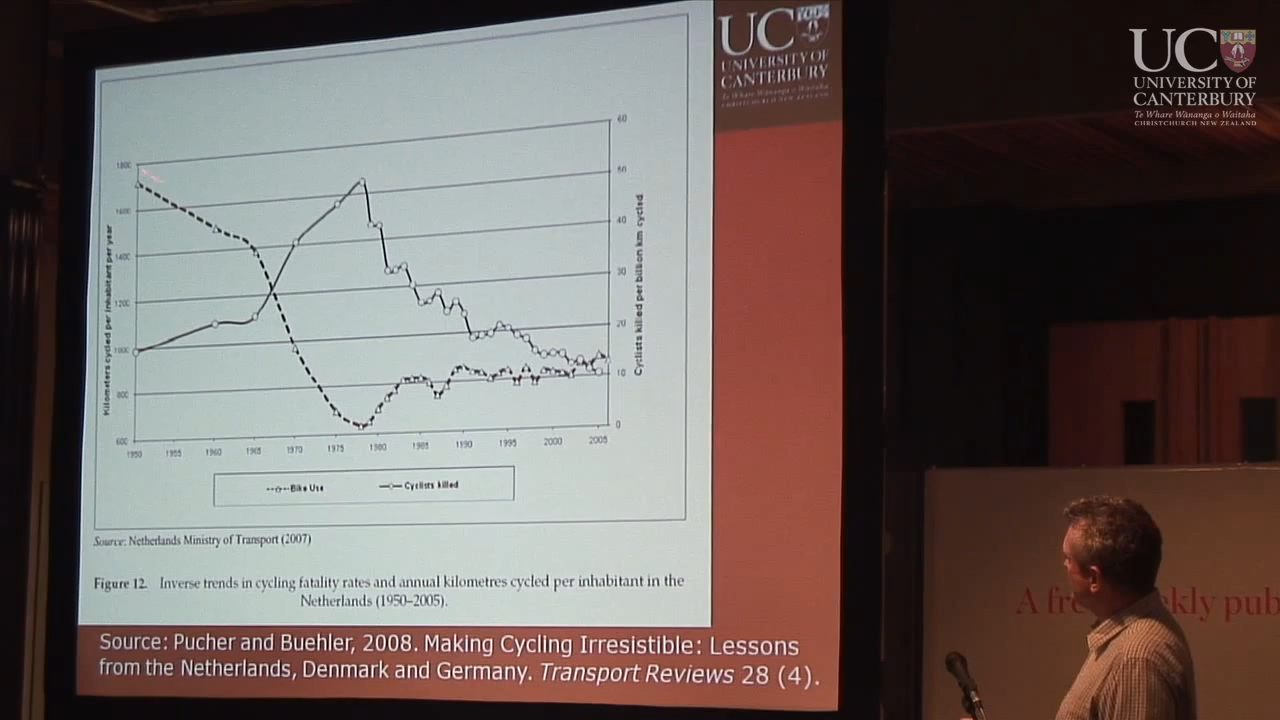 UC
UNIVERSITY OF
CANTERBURY
Te Whare Wānanga o Waitaha
CHRISTCHURCH NEW ZEALAND
UC
UNIVERSITY OF
CANTERBURY
Te Whare Wānanga o Waitaha
CHRISTCHURCH NEW ZEALAND
Kilometers cycled per inhabitant per year
1800
1600
1400
1200
1000
800
600
60
50
40
30
20
10
0
Cyclists killed per billion km cycled
1950 1955 1960 1965 1970 1975 1980 1985 1990 1995 2000 2005
Bike Use Cyclists killed
Source: Netherlands Ministry of Transport (2007)
Figure 12. Inverse trends in cycling fatality rates and annual kilometres cycled per inhabitant in the
Netherlands (1950–2005).
Source: Pucher and Buehler, 2008. Making Cycling Irresistible: Lessons
from the Netherlands, Denmark and Germany. Transport Reviews 28 (4).
A